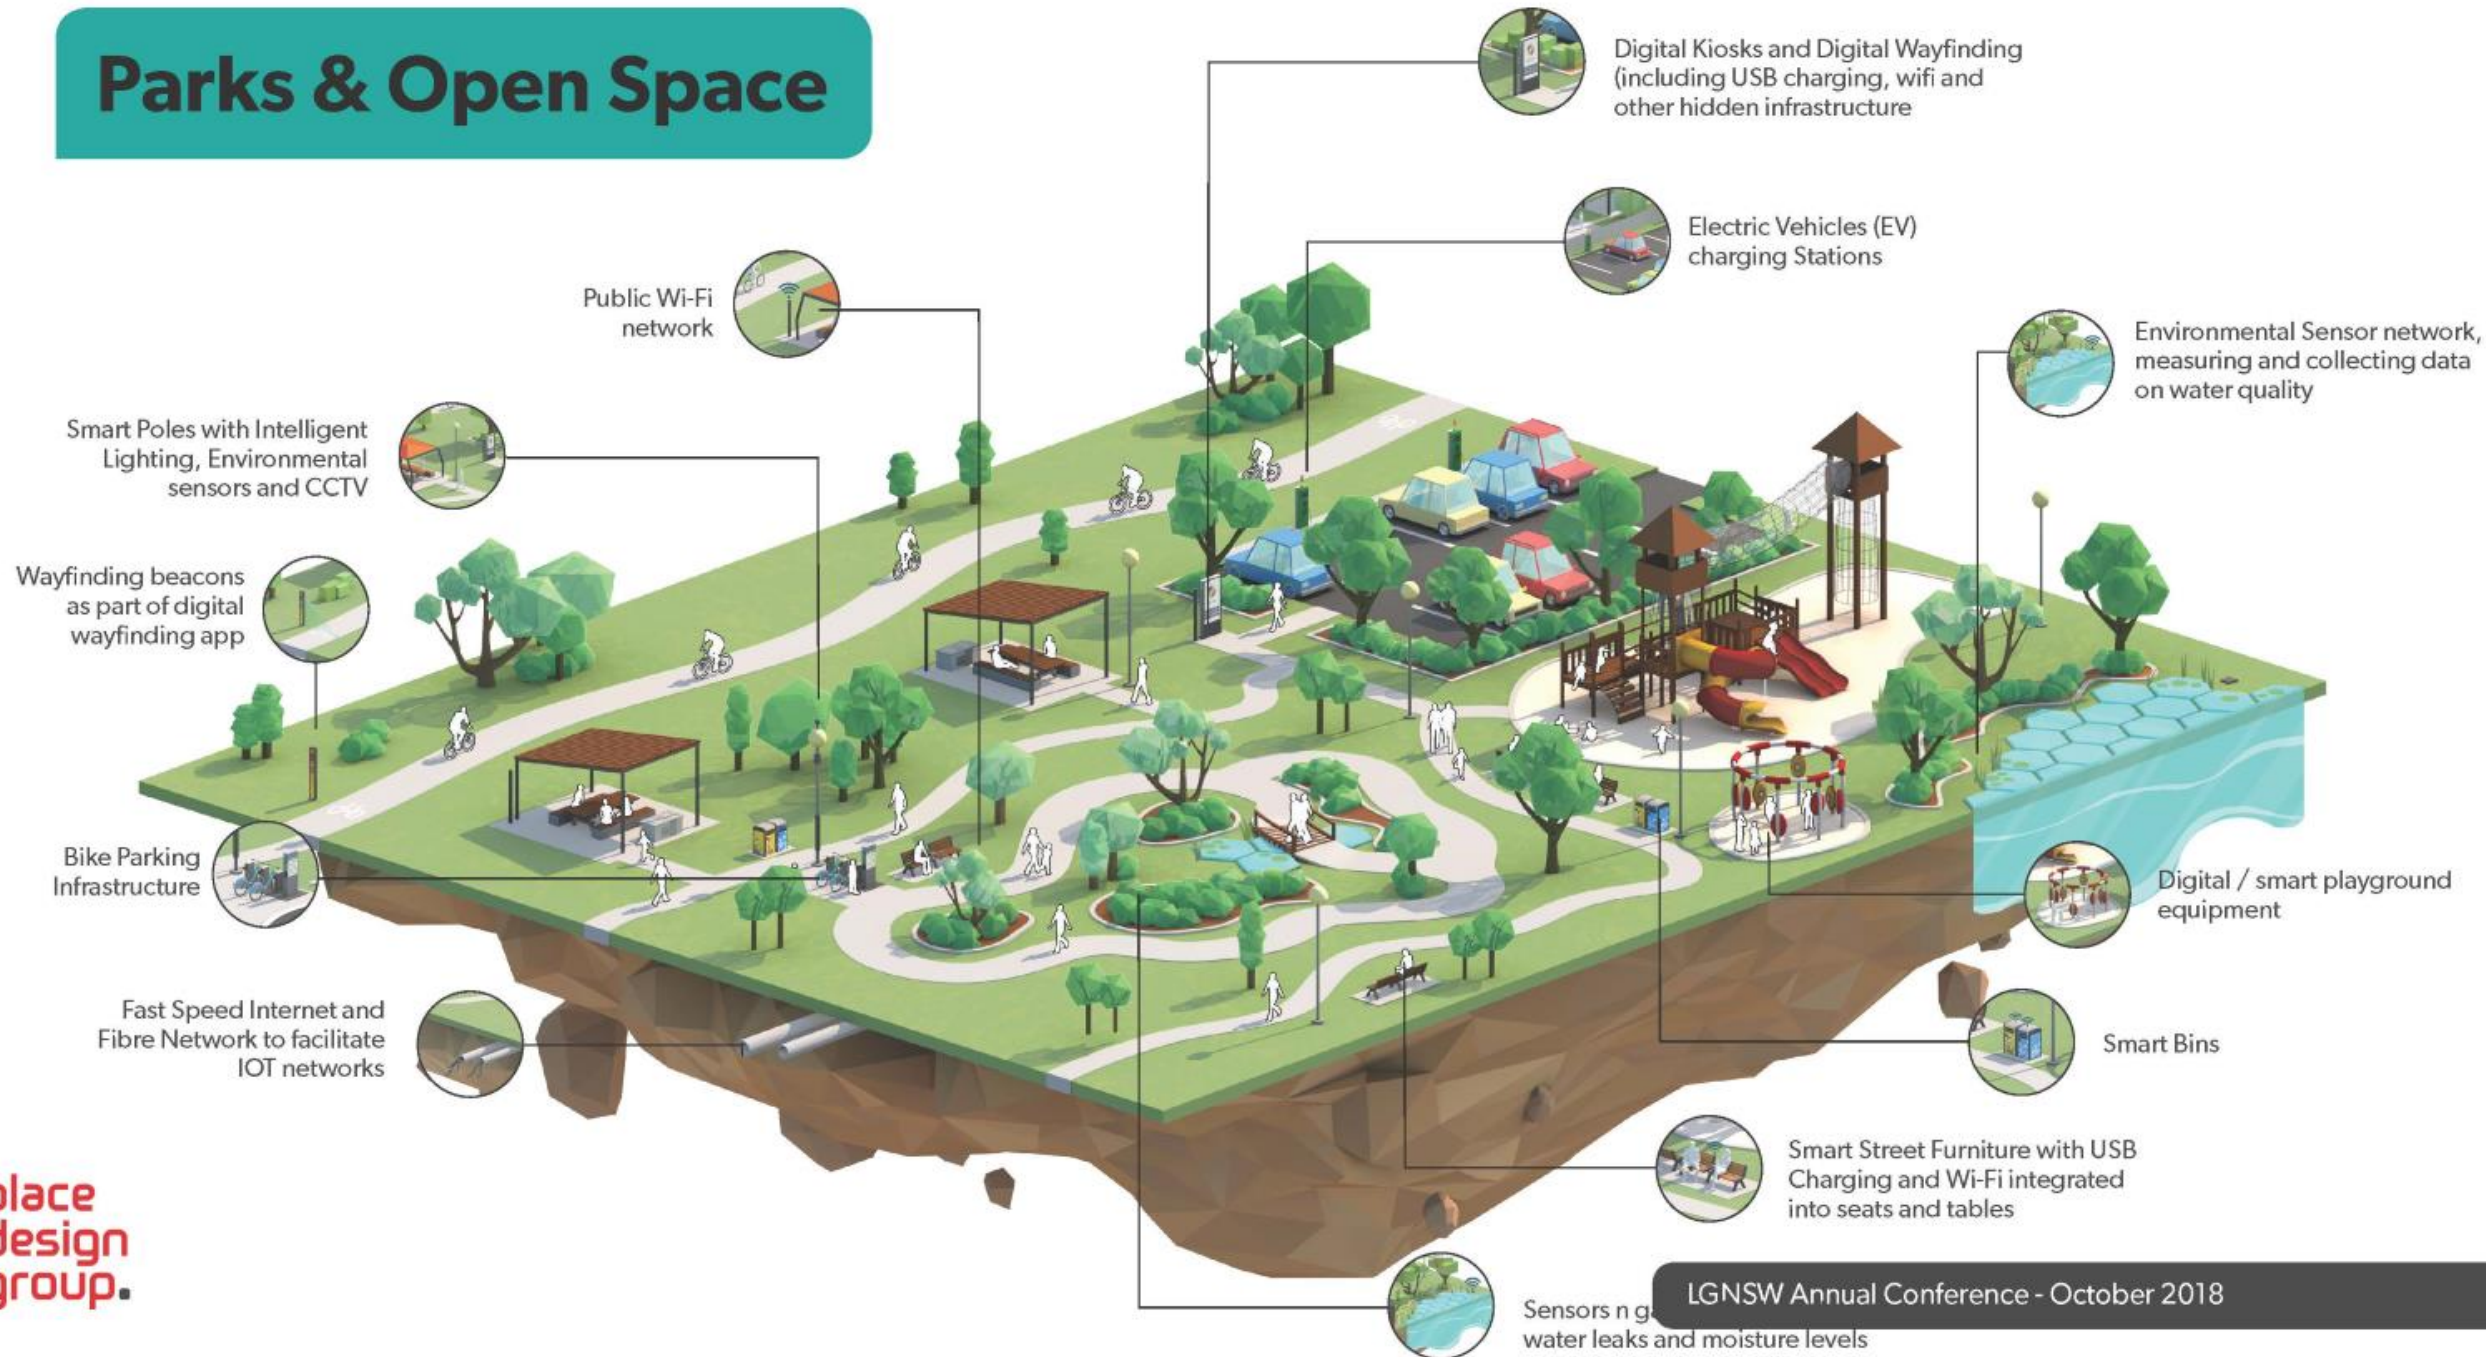 Parks & Open Space
Digital Kiosks and Digital Wayfinding
(including USB charging, wifi and
other hidden infrastructure
Electric Vehicles (EV)
charging Stations
Public Wi-Fi
network
Environmental Sensor network,
measuring and collecting data
on water quality
Smart Poles with Intelligent
Lighting, Environmental
sensors and CCTV
Wayfinding beacons
as part of digital
wayfinding app
Bike Parking
Infrastructure
Digital / smart playground
equipment
Fast Speed Internet and
Fibre Network to facilitate
IOT networks
Smart Bins
Smart Street Furniture with USB
Charging and Wi-Fi integrated
into seats and tables
place
design
group.
LGNSW Annual Conference - October 2018
Sensors n
water leaks and moisture levels